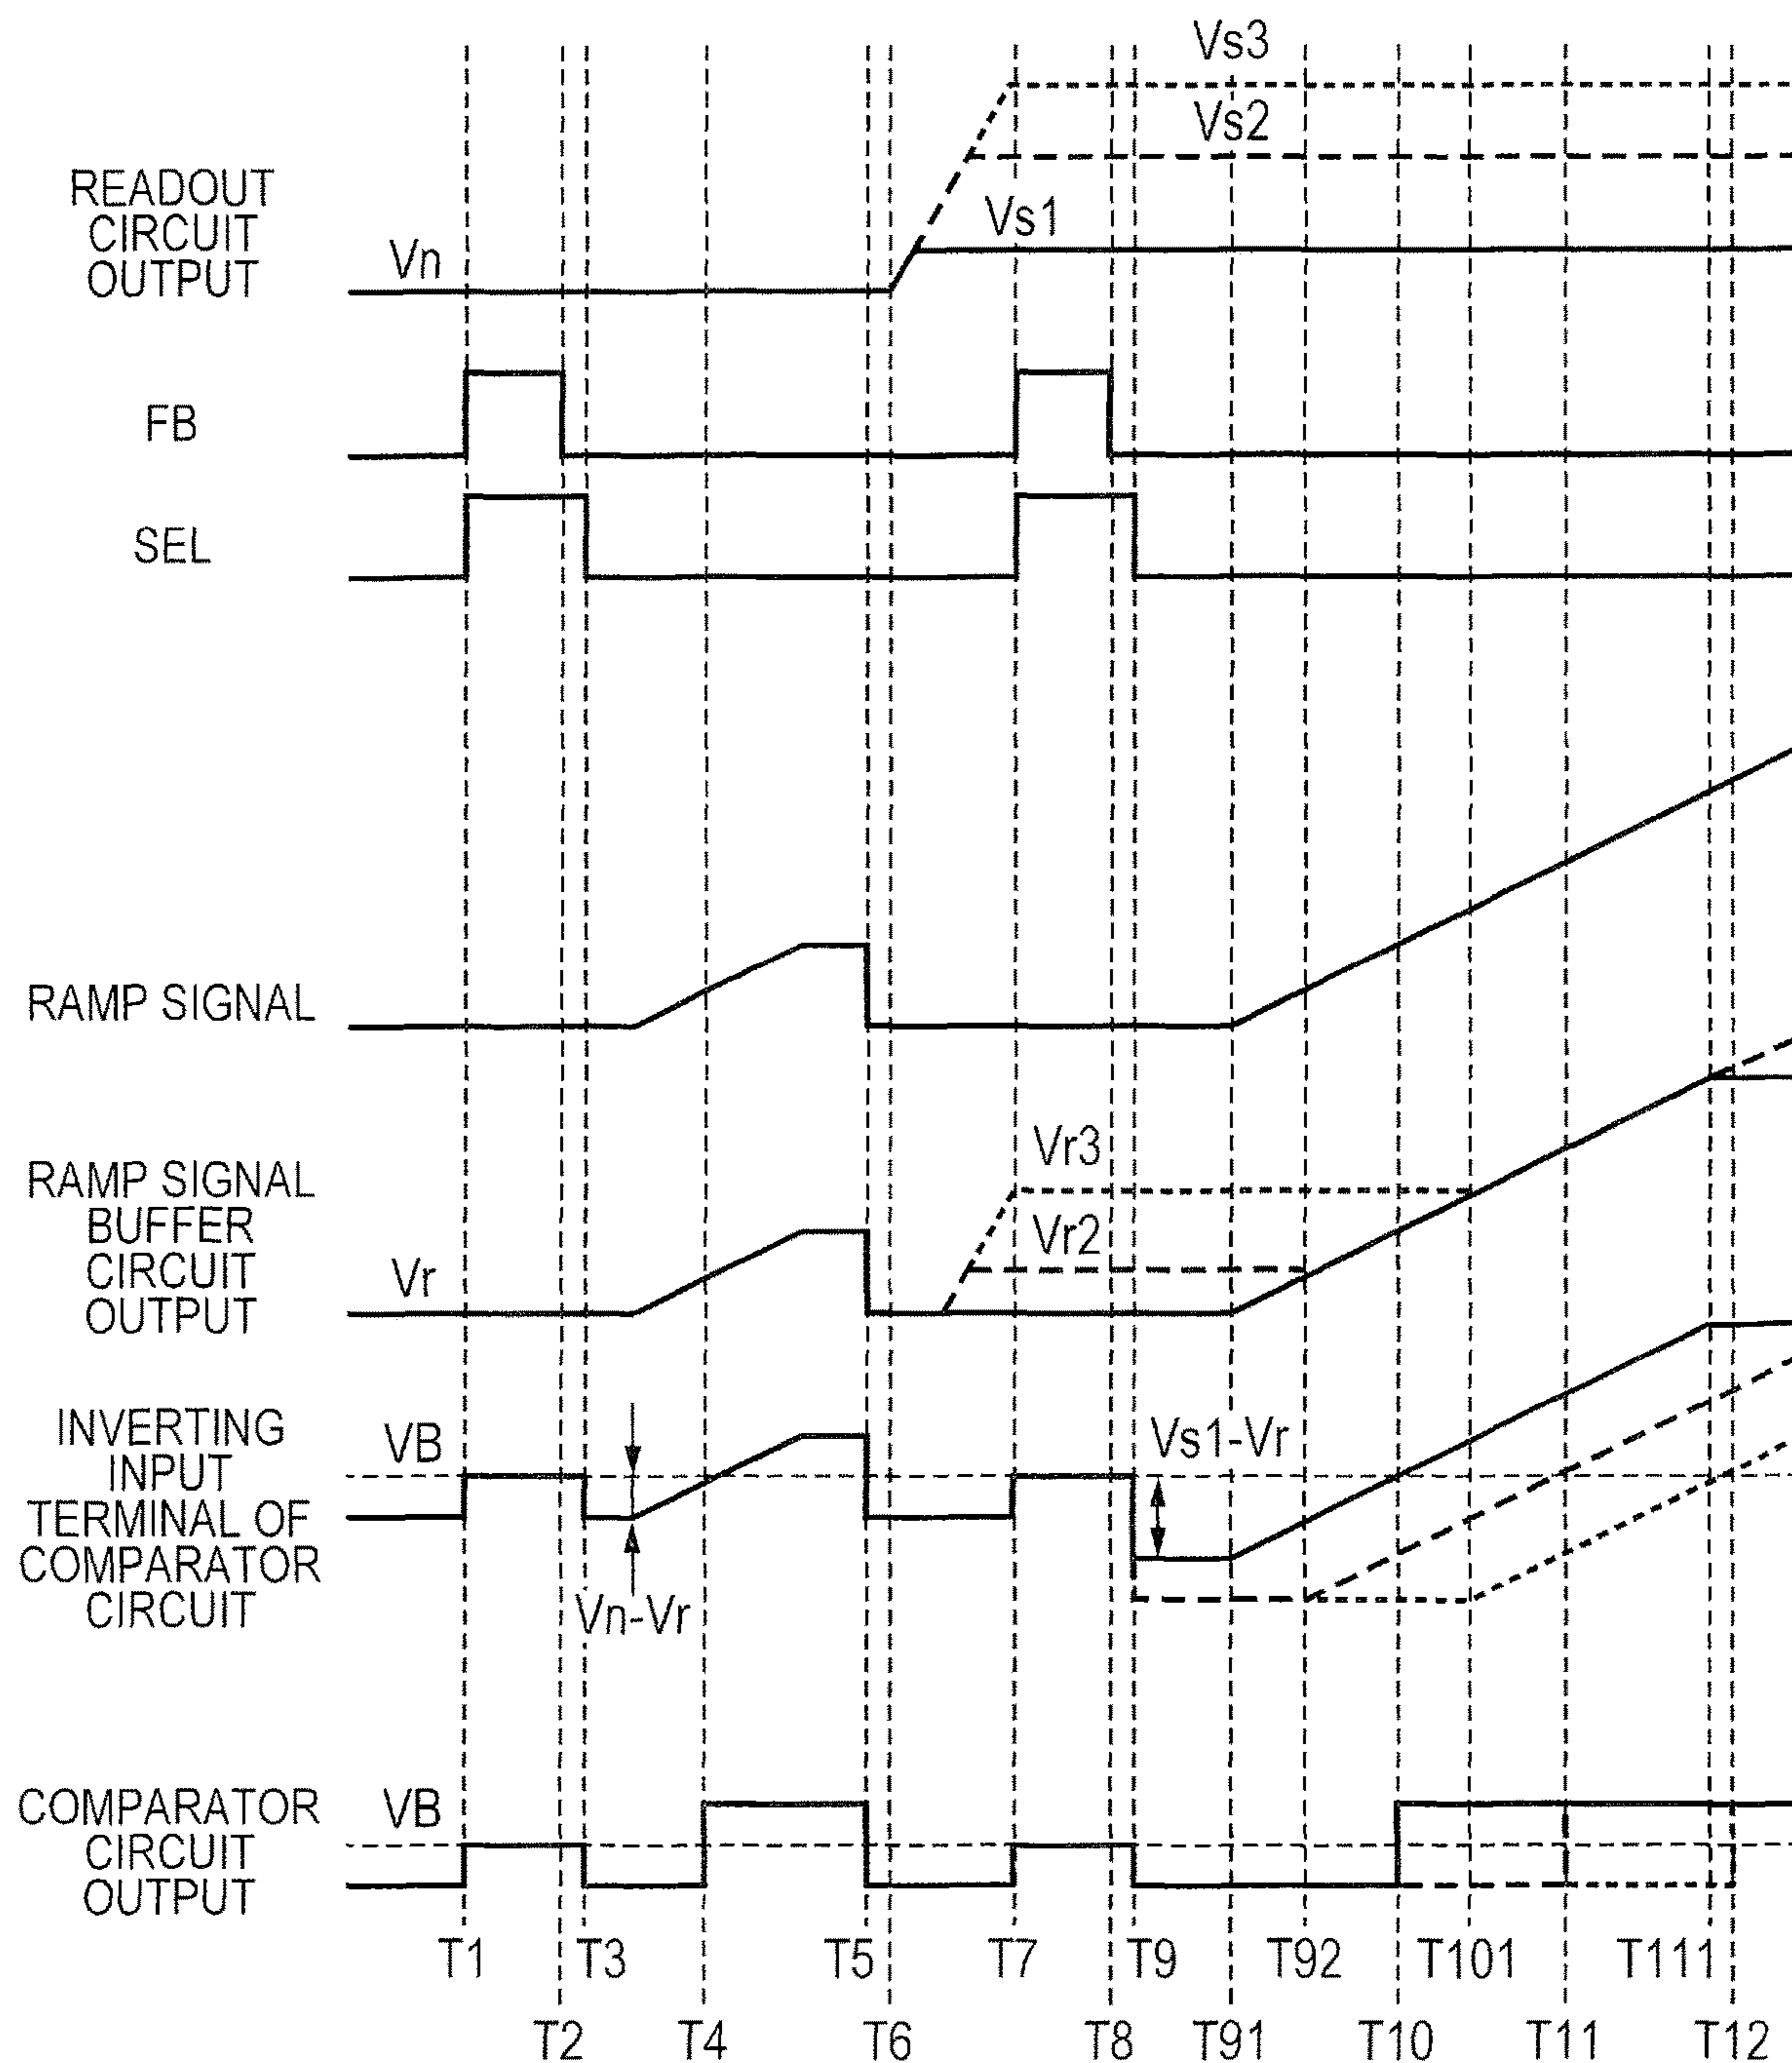 Vs3
Vs2
READOUT
CIRCUIT
OUTPUT
Vn
Vs1
FB
SEL
RAMP SIGNAL
RAMP SIGNAL
BUFFER
CIRCUIT
OUTPUT
Vr
Vr3
Vr2
INVERTING
INPUT
TERMINAL OF
COMPARATOR
CIRCUIT
VB
Vs1-Vr
Vn-Vr
COMPARATOR
CIRCUIT
OUTPUT
VB
T1 T3 T5 T7 T9 T92 T101 T111
T2 T4 T6 T8 T91 T10 T11 T12